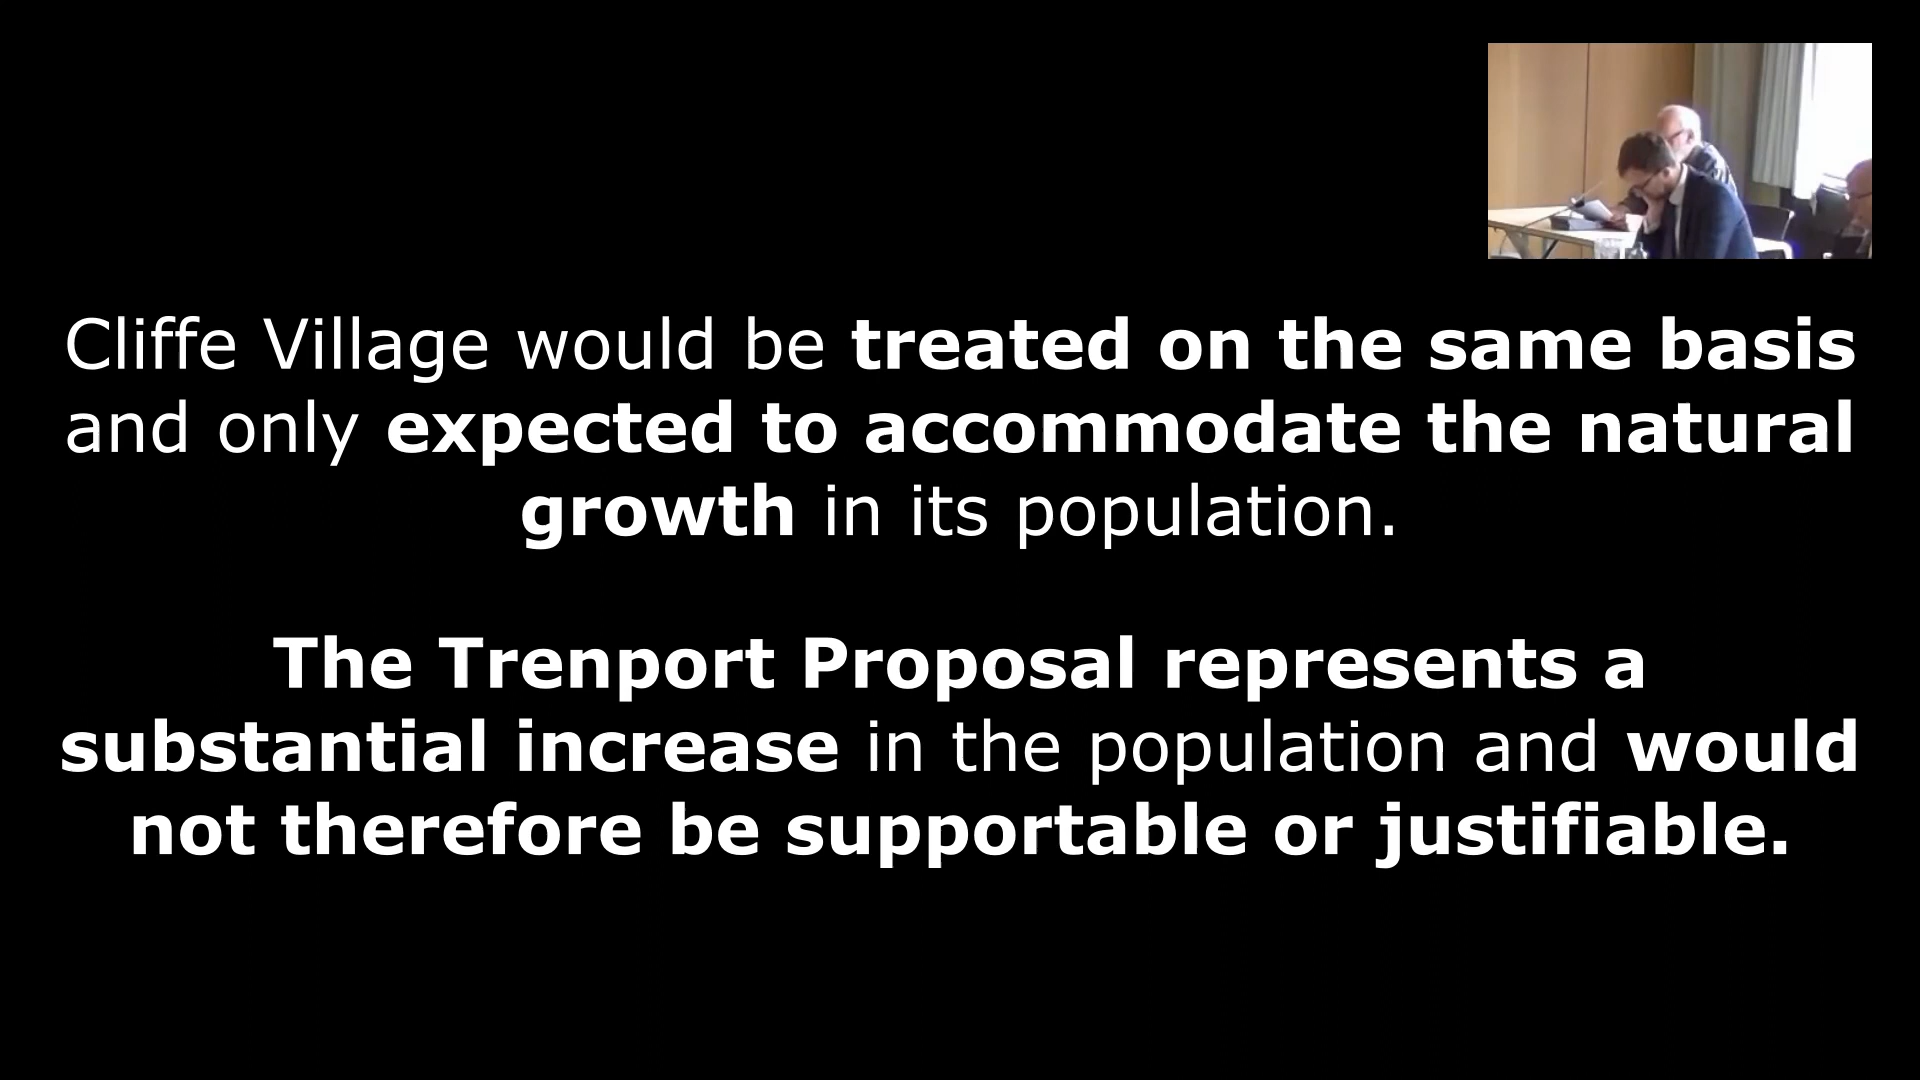 Cliffe Village would be treated on the same basis
and only expected to accommodate the natural
growth in its population.
The Trenport Proposal represents a
substantial increase in the population and would
not therefore be supportable or justifiable.